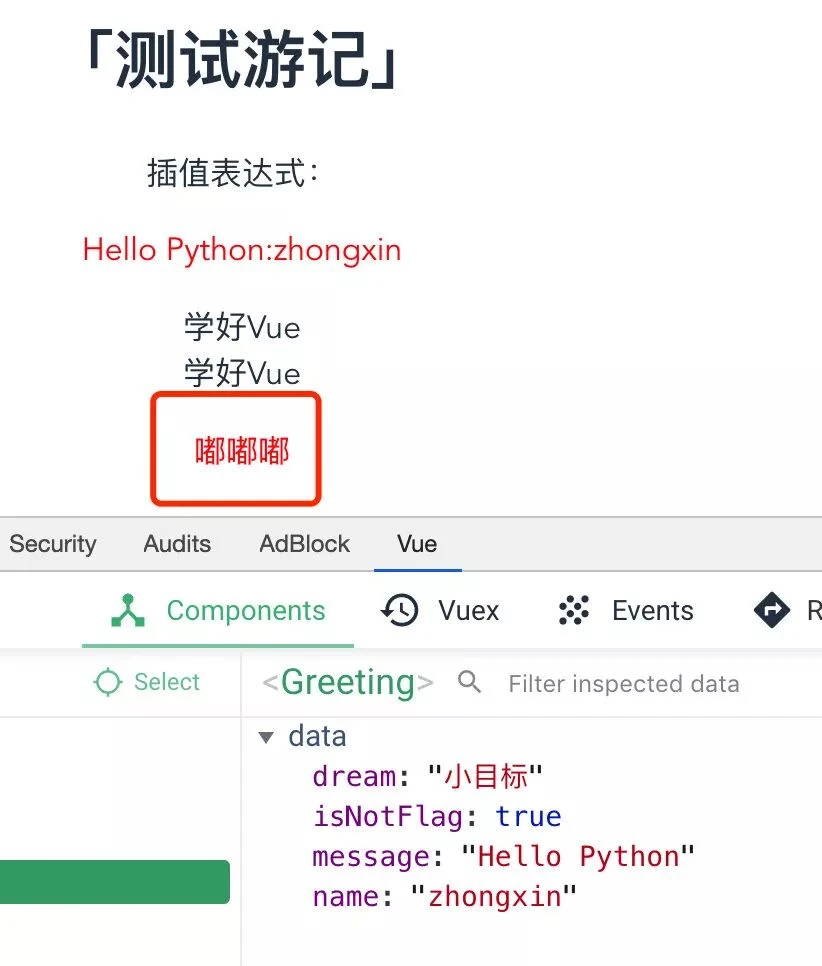 「测试游记」
插值表达式：
Hello Python:zhongxin
学好Vue
学好Vue
嘟嘟嘟
Security Audits AdBlock Vue
Components Vuex Events R
Select <Greeting> Filter inspected data
data
dream: "小目标"
isNotFlag: true
message: "Hello Python"
name: "zhongxin"